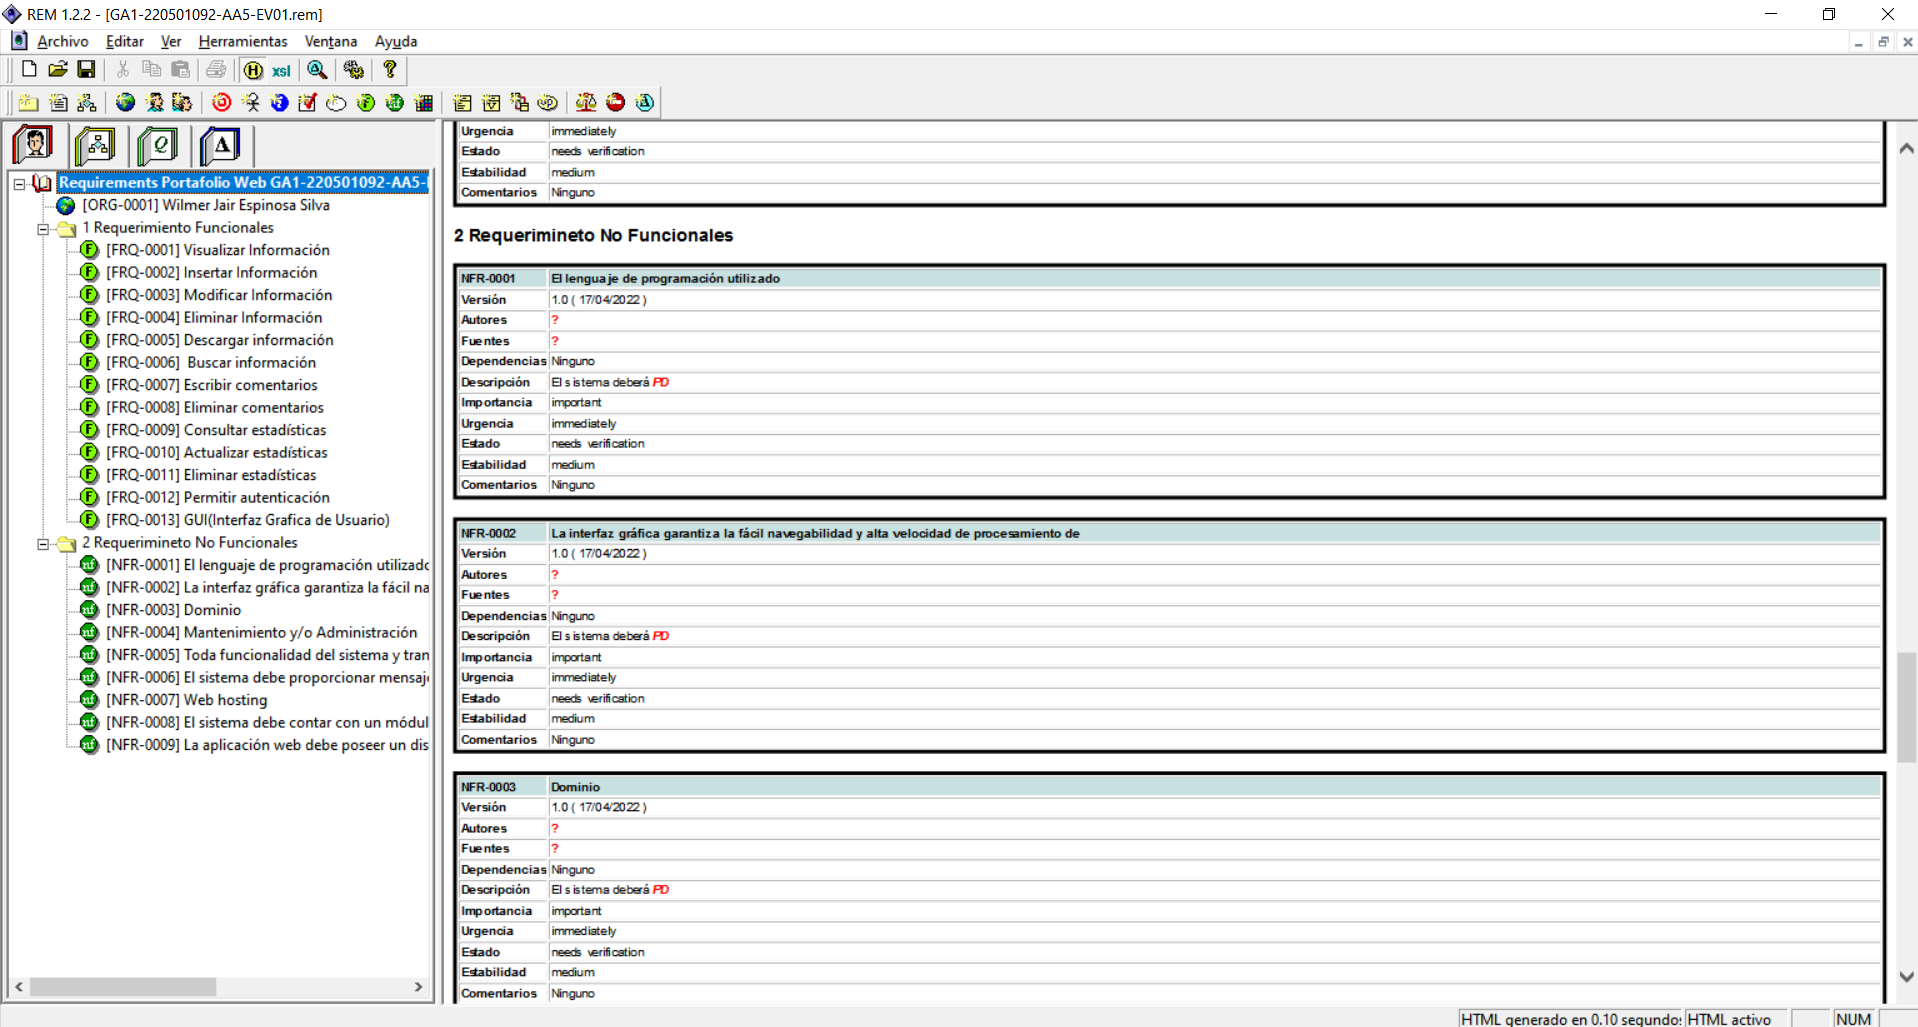 REM 1.2.2 - [GA1-220501092-AA5-EV01.rem]
Archivo Editar Ver Herramientas Ventana Ayuda
xsl
Requirements Portafolio Web GA1-220501092-AA5-
[ORG-0001] Wilmer Jair Espinosa Silva
1 Requerimiento Funcionales
[FRQ-0001] Visualizar Información
[FRQ-0002] Insertar Información
[FRQ-0003] Modificar Información
[FRQ-0004] Eliminar Información
[FRQ-0005] Descargar información
[FRQ-0006] Buscar información
[FRQ-0007] Escribir comentarios
[FRQ-0008] Eliminar comentarios
[FRQ-0009] Consultar estadísticas
[FRQ-0010] Actualizar estadísticas
[FRQ-0011] Eliminar estadísticas
[FRQ-0012] Permitir autenticación
[FRQ-0013] GUI(Interfaz Grafica de Usuario)
2 Requerimineto No Funcionales
[NFR-0001] El lenguaje de programación utilizado
[NFR-0002] La interfaz gráfica garantiza la fácil na
[NFR-0003] Dominio
[NFR-0004] Mantenimiento y/o Administración
[NFR-0005] Toda funcionalidad del sistema y tran
[NFR-0006] El sistema debe proporcionar mensaj
[NFR-0007] Web hosting
[NFR-0008] El sistema debe contar con un módul
[NFR-0009] La aplicación web debe poseer un dis
Urgencia immediately
Estado needs verification
Estabilidad medium
Comentarios Ninguno
2 Requerimineto No Funcionales
NFR-0001 El lenguaje de programación utilizado
Versión 1.0 ( 17/04/2022 )
Autores ?
Fuentes ?
Dependencias Ninguno
Descripción El sistema deberá PD
Importancia important
Urgencia immediately
Estado needs verification
Estabilidad medium
Comentarios Ninguno
NFR-0002 La interfaz gráfica garantiza la fácil navegabilidad y alta velocidad de procesamiento de
Versión 1.0 ( 17/04/2022 )
Autores ?
Fuentes ?
Dependencias Ninguno
Descripción El sistema deberá PD
Importancia important
Urgencia immediately
Estado needs verification
Estabilidad medium
Comentarios Ninguno
NFR-0003 Dominio
Versión 1.0 ( 17/04/2022 )
Autores ?
Fuentes ?
Dependencias Ninguno
Descripción El sistema deberá PD
Importancia important
Urgencia immediately
Estado needs verification
Estabilidad medium
Comentarios Ninguno
HTML generado en 0.10 segundos HTML activo NUM